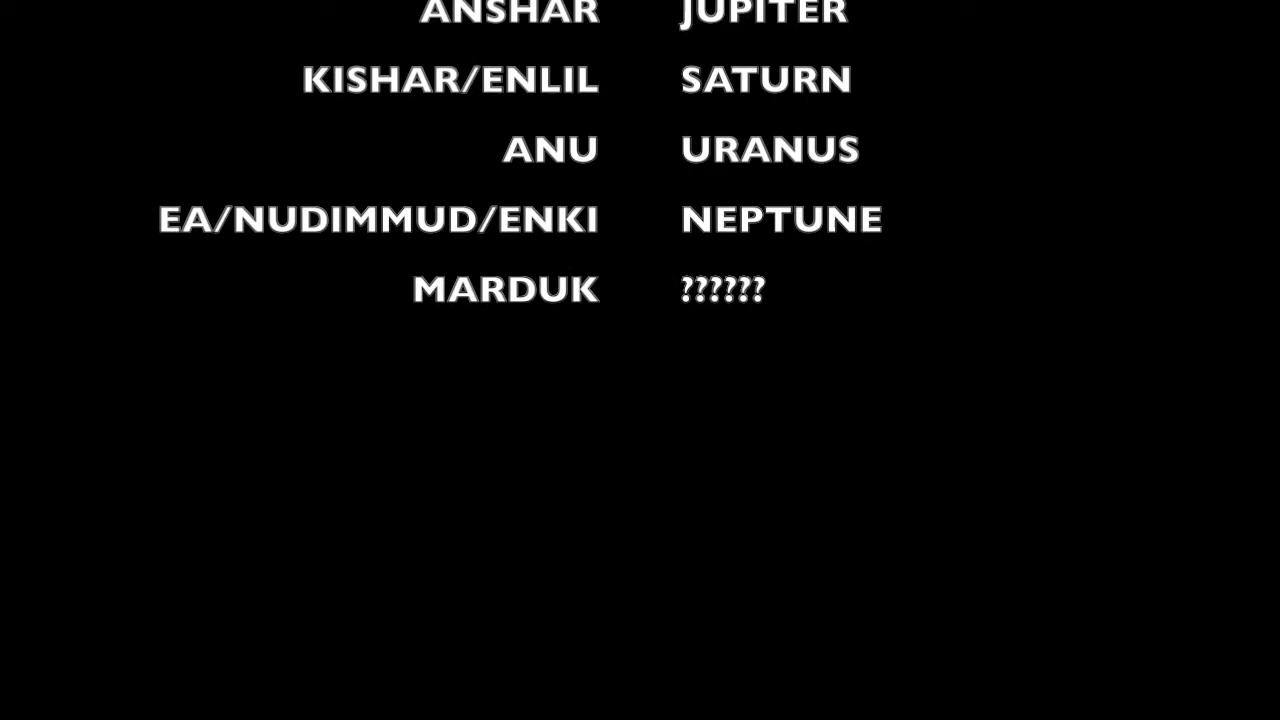 ANSHAR JUPITER
KISHAR/ENLIL SATURN
ANU URANUS
EA/NUDIMMUD/ENKI NEPTUNE
MARDUK ??????